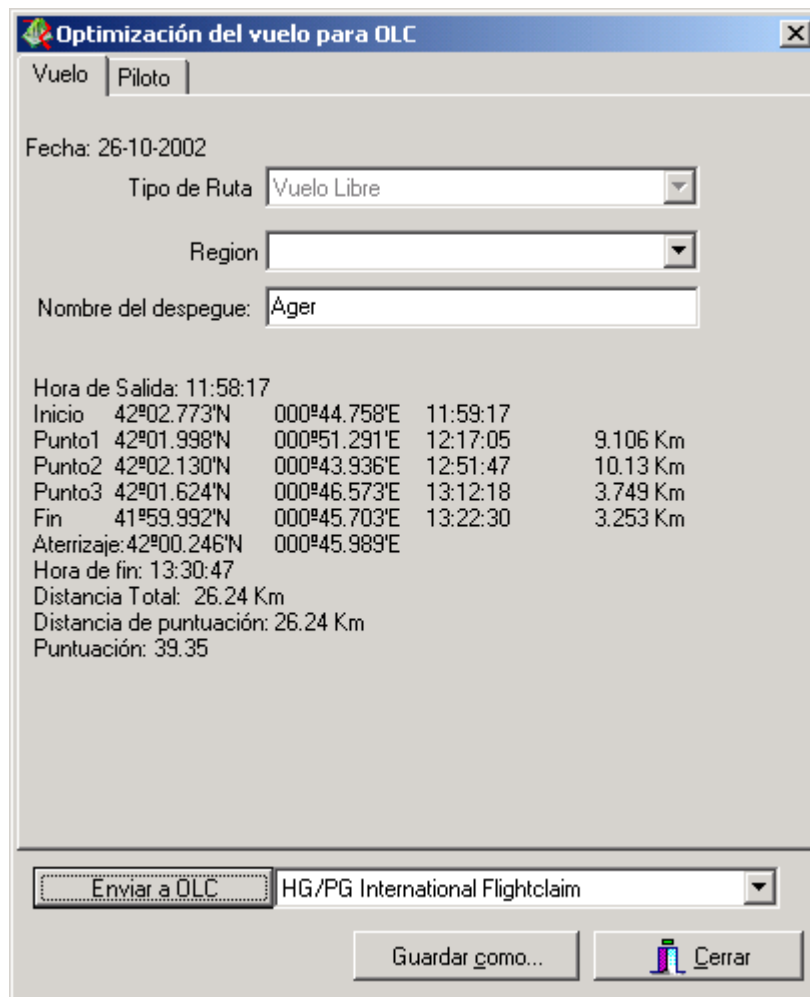 Optimización del vuelo para OLC
Vuelo Piloto
Fecha: 26-10-2002
Tipo de Ruta Vuelo Libre
Region
Nombre del despegue: Ager
Hora de Salida: 11:58:17
Inicio 42º02.773'N 000º44.758'E 11:59:17
Punto1 42º01.998'N 000º51.291'E 12:17:05 9.106 Km
Punto2 42º02.130'N 000º43.936'E 12:51:47 10.13 Km
Punto3 42º01.624'N 000º46.573'E 13:12:18 3.749 Km
Fin 41º59.992'N 000º45.703'E 13:22:30 3.253 Km
Aterrizaje:42º00.246'N 000º45.989'E
Hora de fin: 13:30:47
Distancia Total: 26.24 Km
Distancia de puntuación: 26.24 Km
Puntuación: 39.35
Enviar a OLC HG/PG International Flightclaim
Guardar como... Cerrar